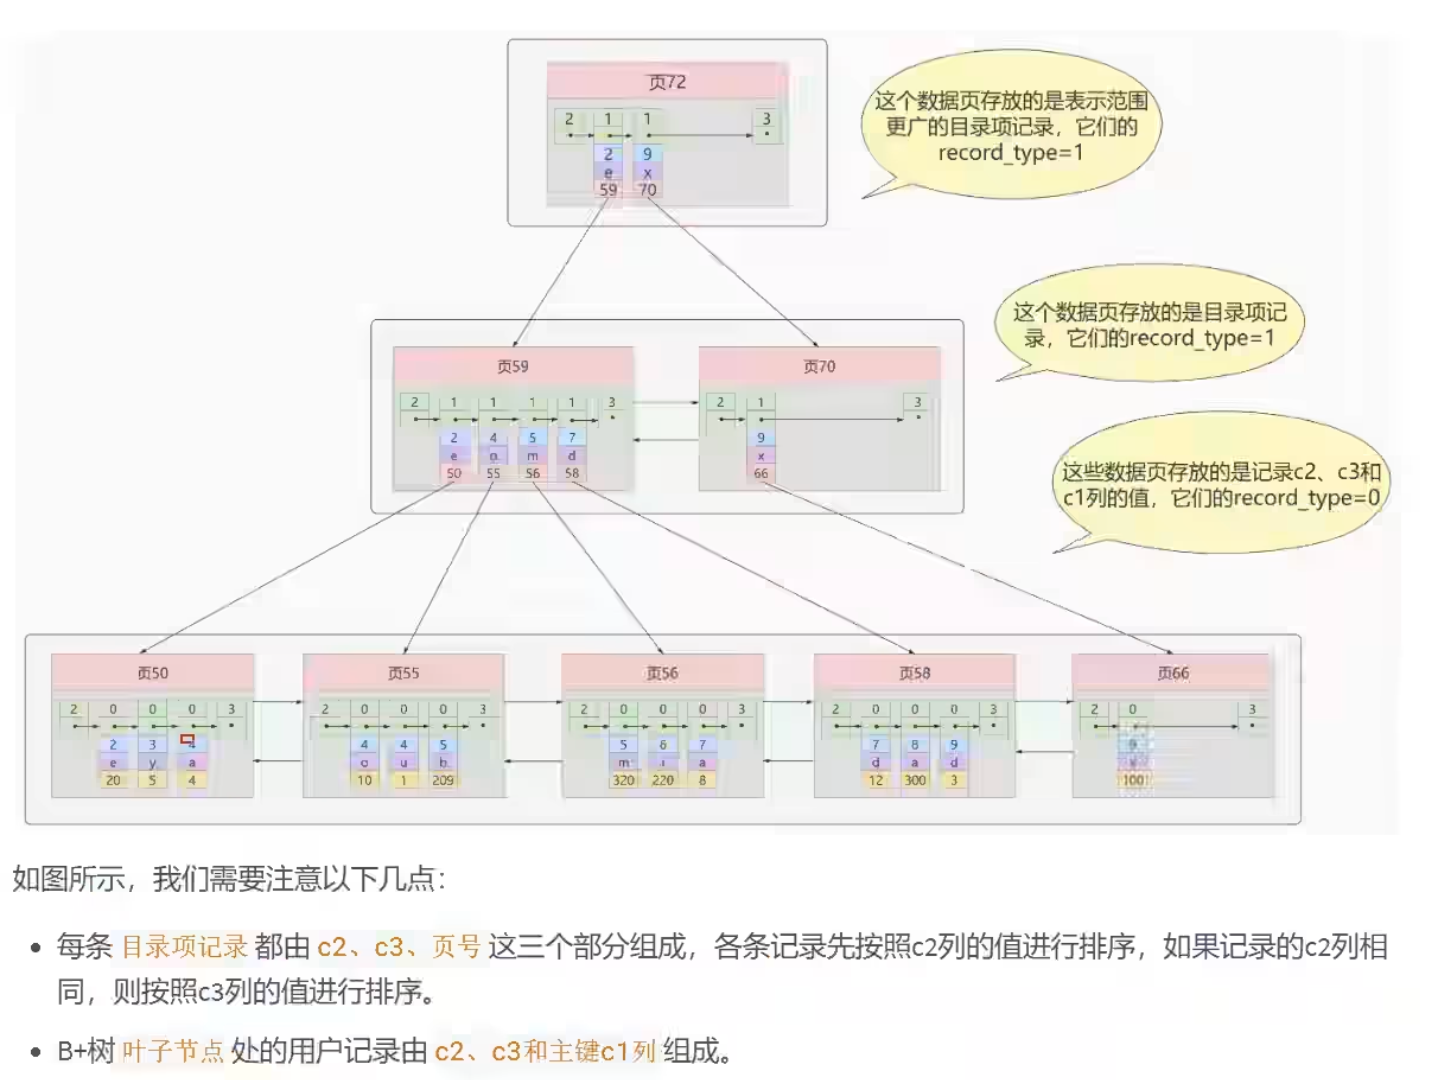 页72
这个数据页存放的是表示范围
更广的目录项记录，它们的
record_type=1
2 1 1 3
2 9
e x
59 70
这个数据页存放的是目录项记
录，它们的record_type=1
页59 页70
2 1 1 1 1 3 2 1 3
2 4 5 7 9
e m d x
50 55 56 58 66
这些数据页存放的是记录c2、c3和
c1列的值，它们的record_type=0
页50 页55 页56 页58 页66
2 0 0 0 3 2 0 0 0 3 2 0 0 0 3 2 0 0 0 3 2 0 3
2 3 4 4 4 5 5 6 7 7 8 9 9
e y a o u b m i a d a d
20 5 4 10 1 209 320 220 8 12 300 3 100
如图所示，我们需要注意以下几点：
• 每条 目录项记录 都由 c2、c3、页号 这三个部分组成，各条记录先按照c2列的值进行排序，如果记录的c2列相
同，则按照c3列的值进行排序。
• B+树 叶子节点 处的用户记录由 c2、c3和主键c1列 组成。